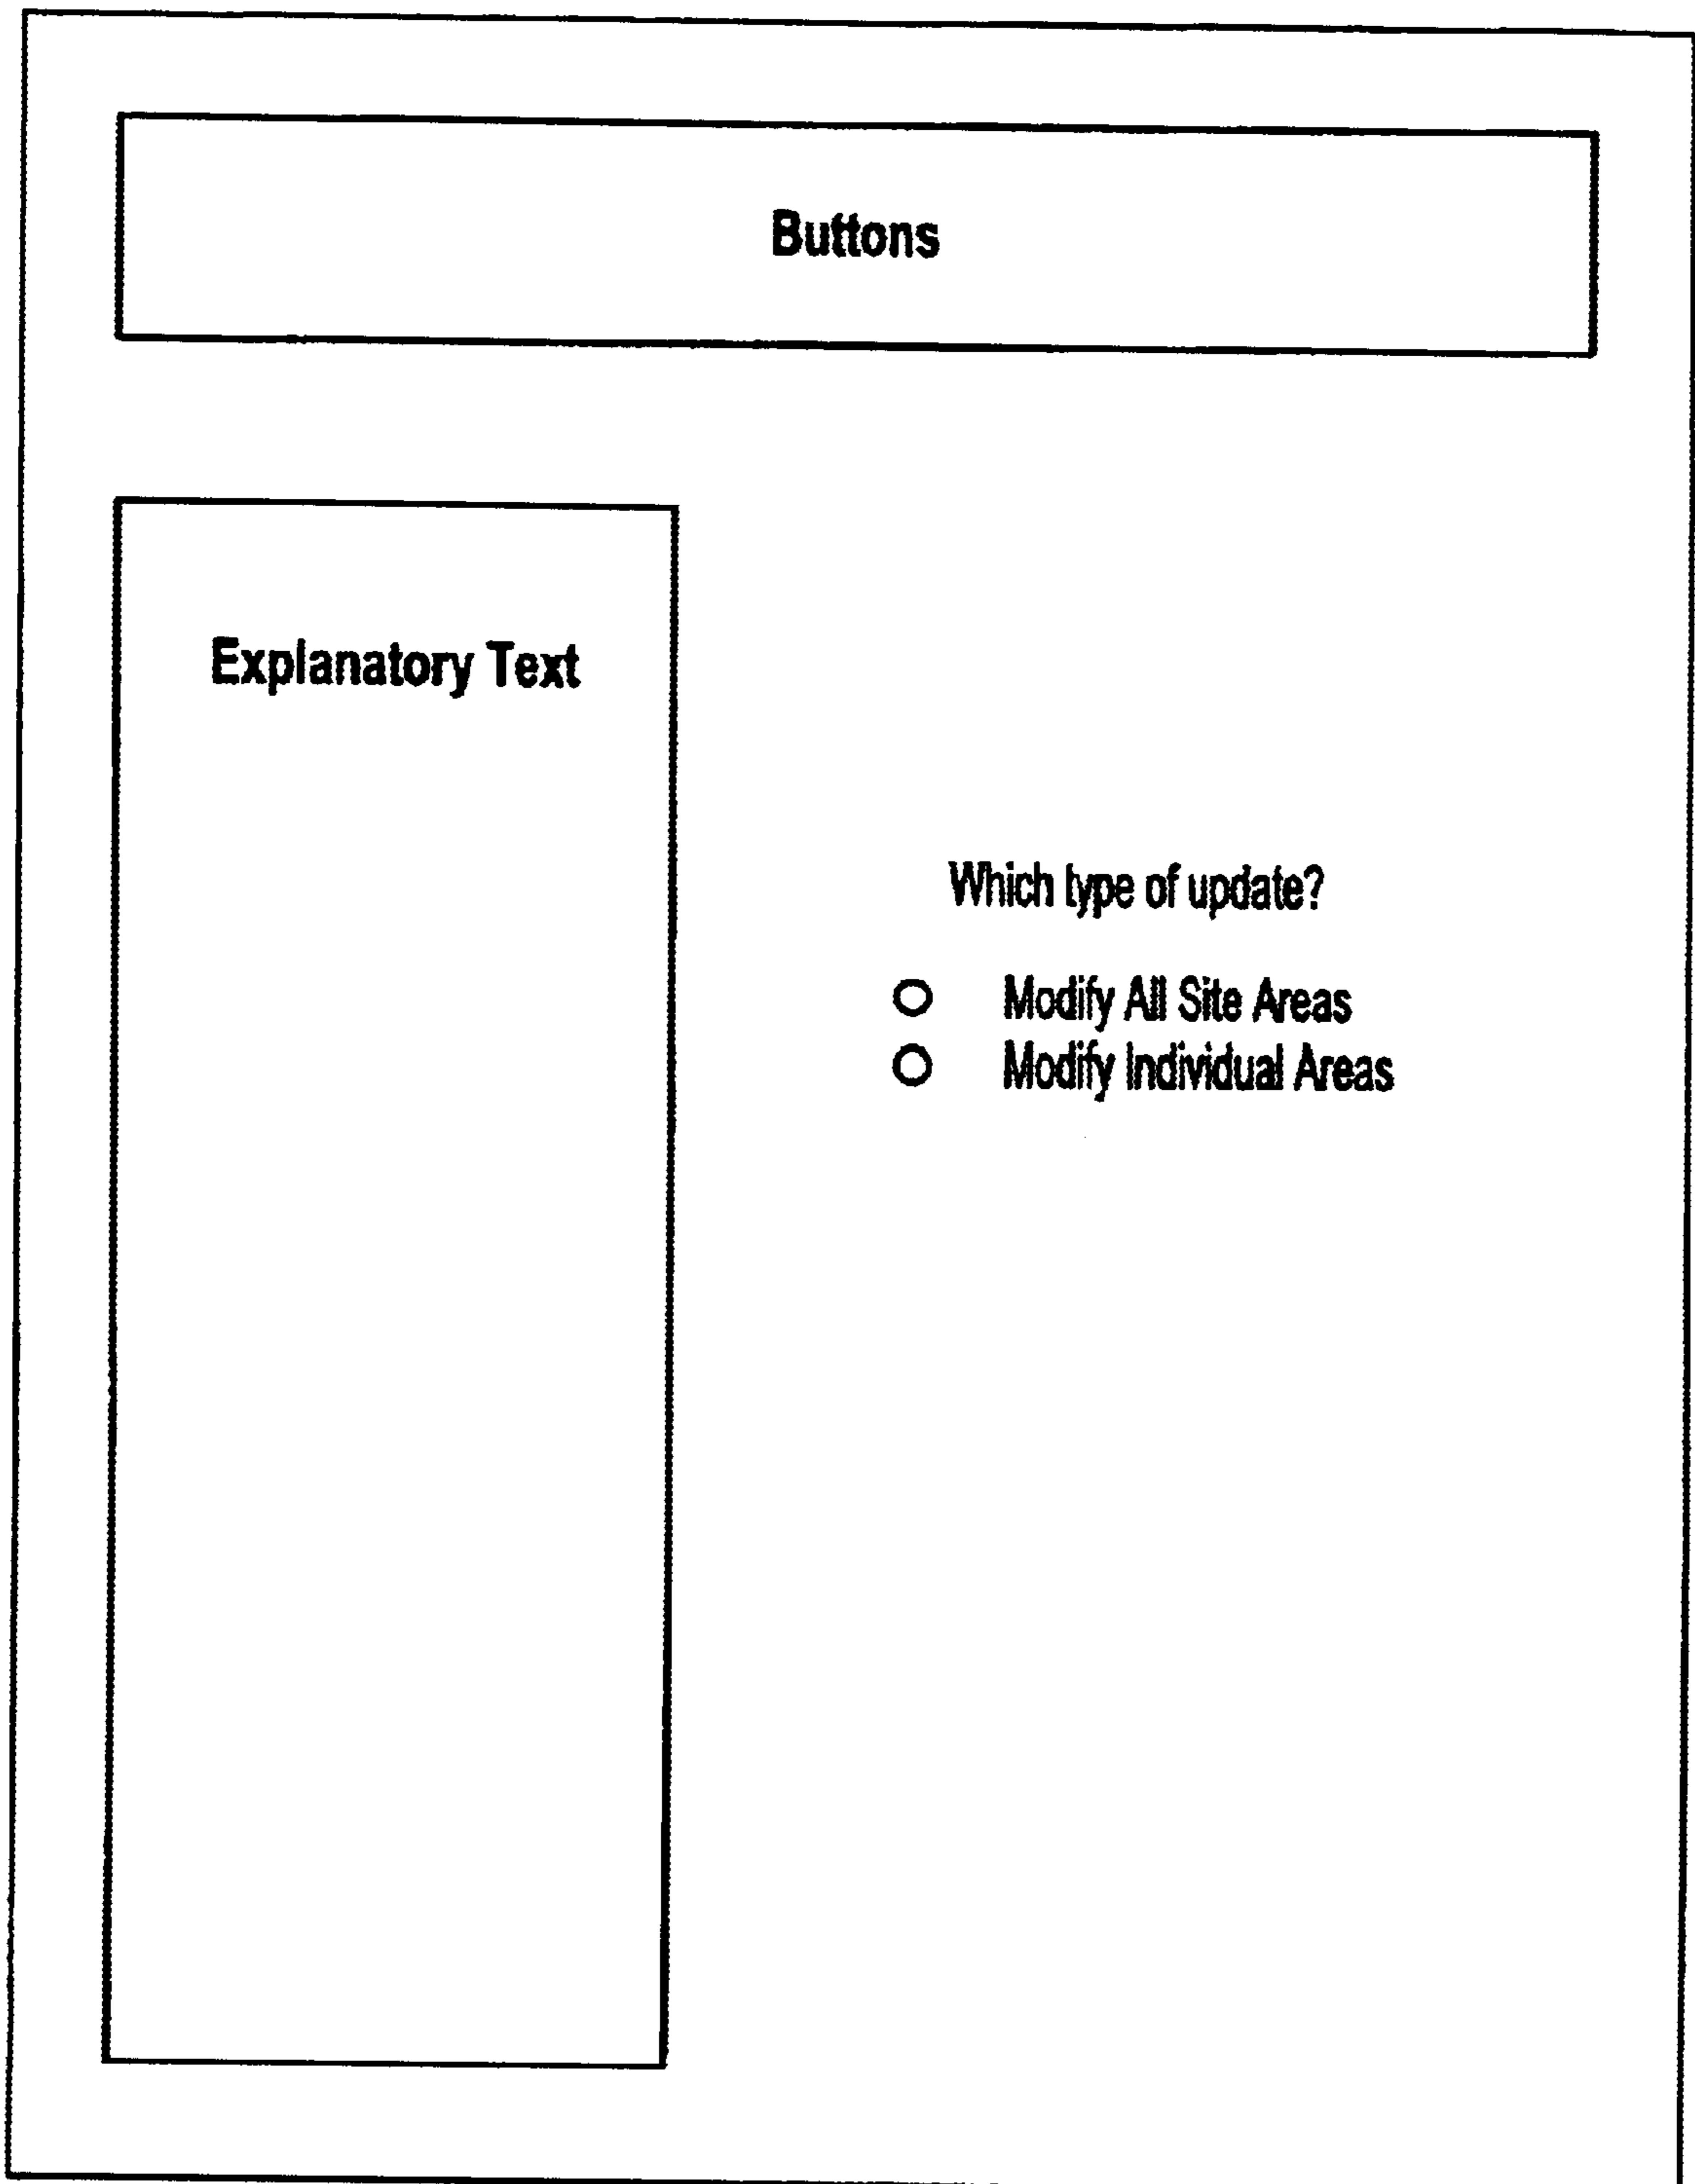 Buttons
Explanatory Text
Which type of update?
Modify All Site Areas
Modify Individual Areas